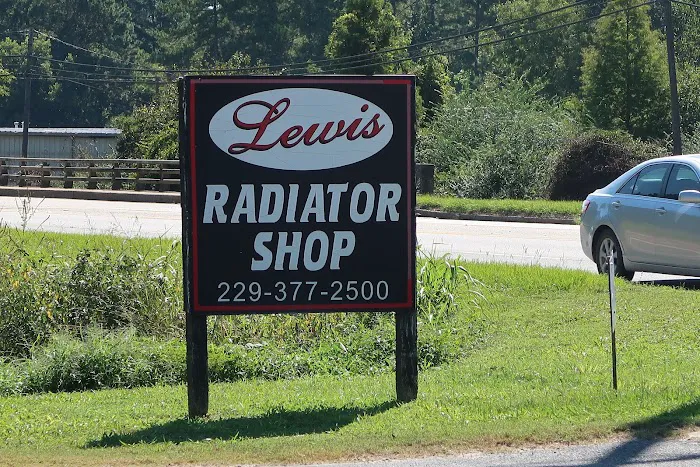 Lewis
RADIATOR
SHOP
229-377-2500